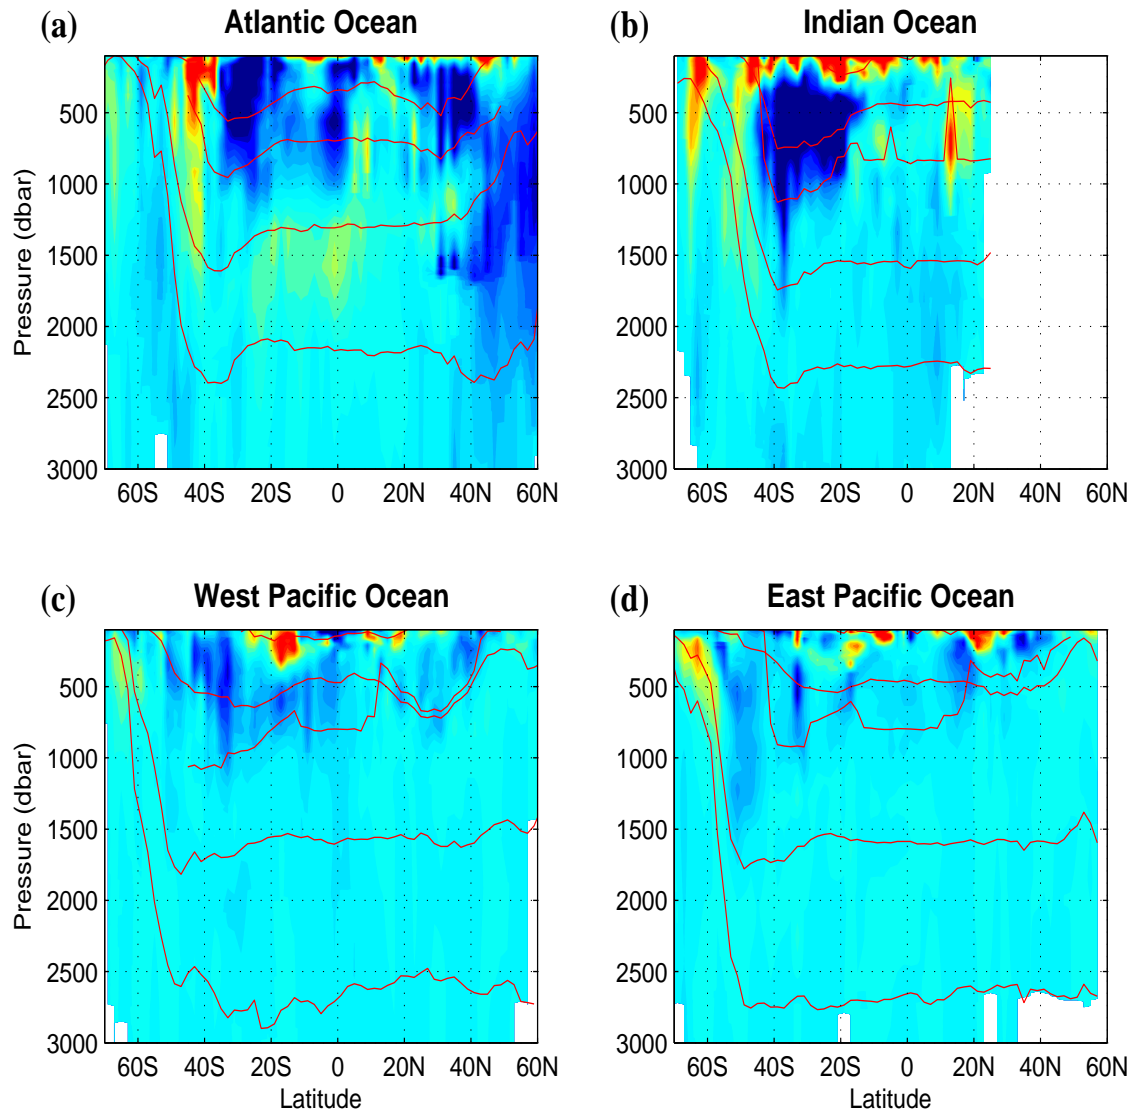 (a) Atlantic Ocean
(b) Indian Ocean
Pressure (dbar)
500
1000
1500
2000
2500
3000
60S 40S 20S 0 20N 40N 60N
500
1000
1500
2000
2500
3000
60S 40S 20S 0 20N 40N 60N
(c) West Pacific Ocean
(d) East Pacific Ocean
Pressure (dbar)
500
1000
1500
2000
2500
3000
60S 40S 20S 0 20N 40N 60N
Latitude
500
1000
1500
2000
2500
3000
60S 40S 20S 0 20N 40N 60N
Latitude